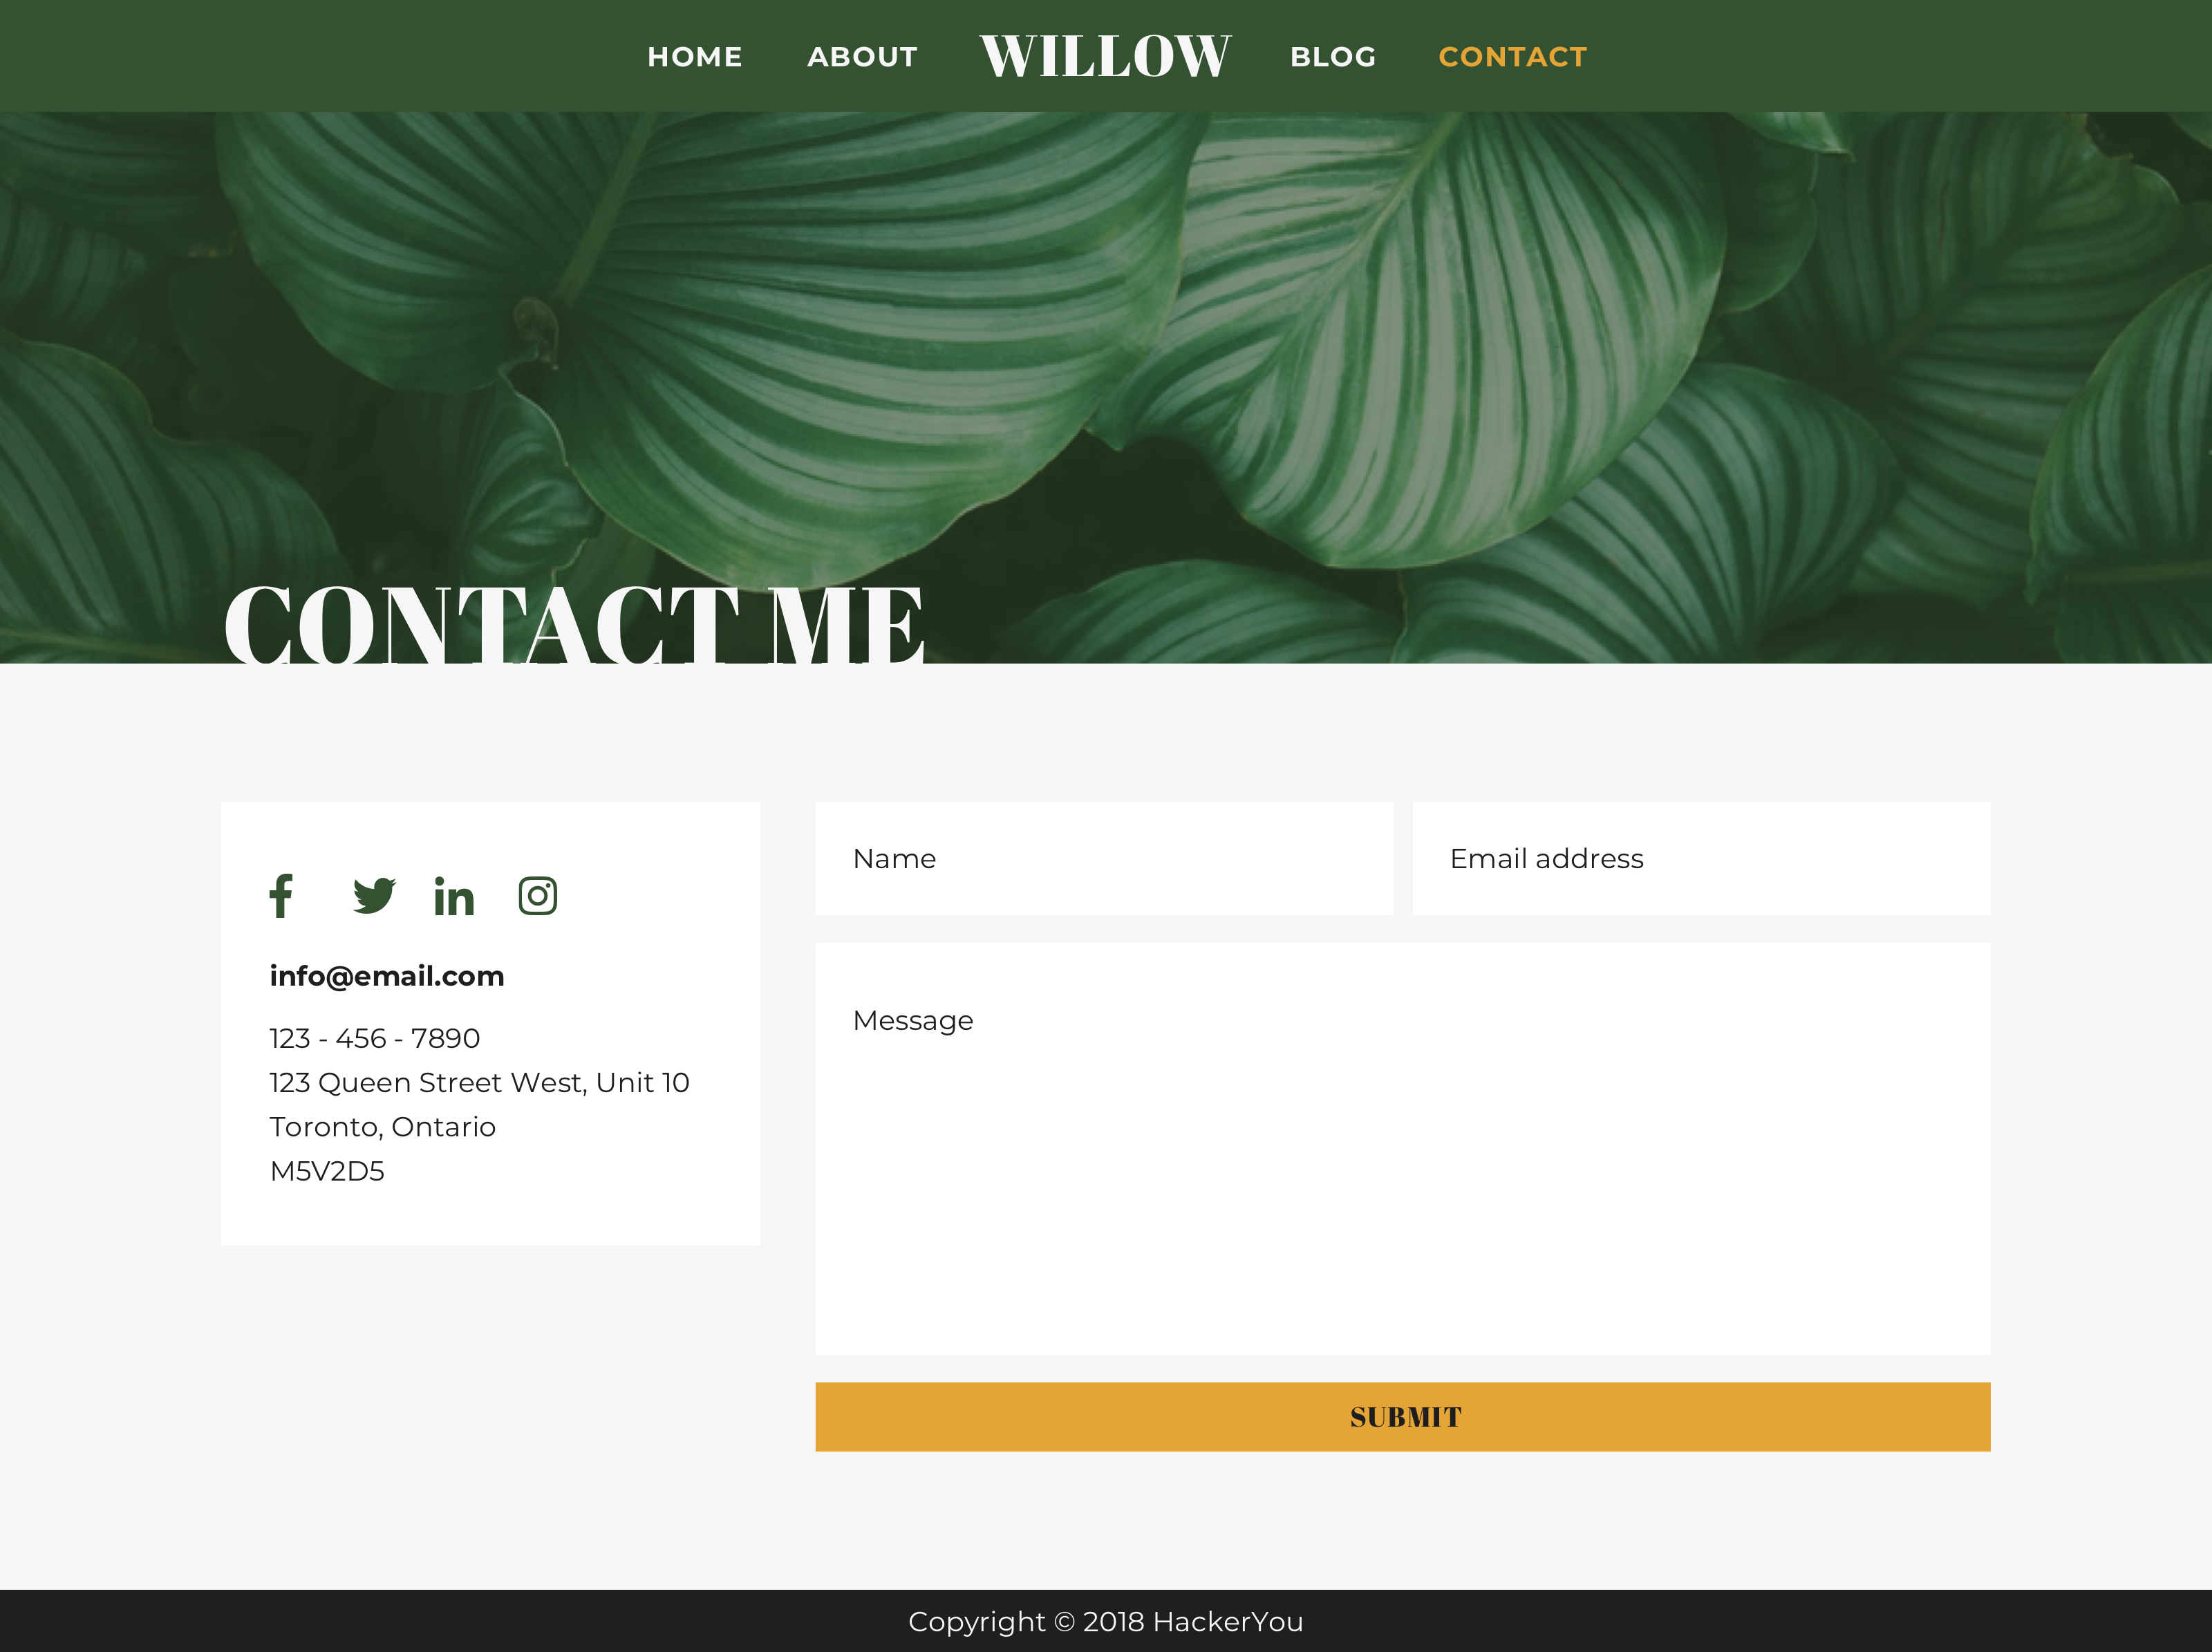 HOME ABOUT WILLOW BLOG CONTACT
CONTACT ME
info@email.com
123 - 456 - 7890
123 Queen Street West, Unit 10
Toronto, Ontario
M5V2D5
Name
Email address
Message
SUBMIT
Copyright © 2018 HackerYou